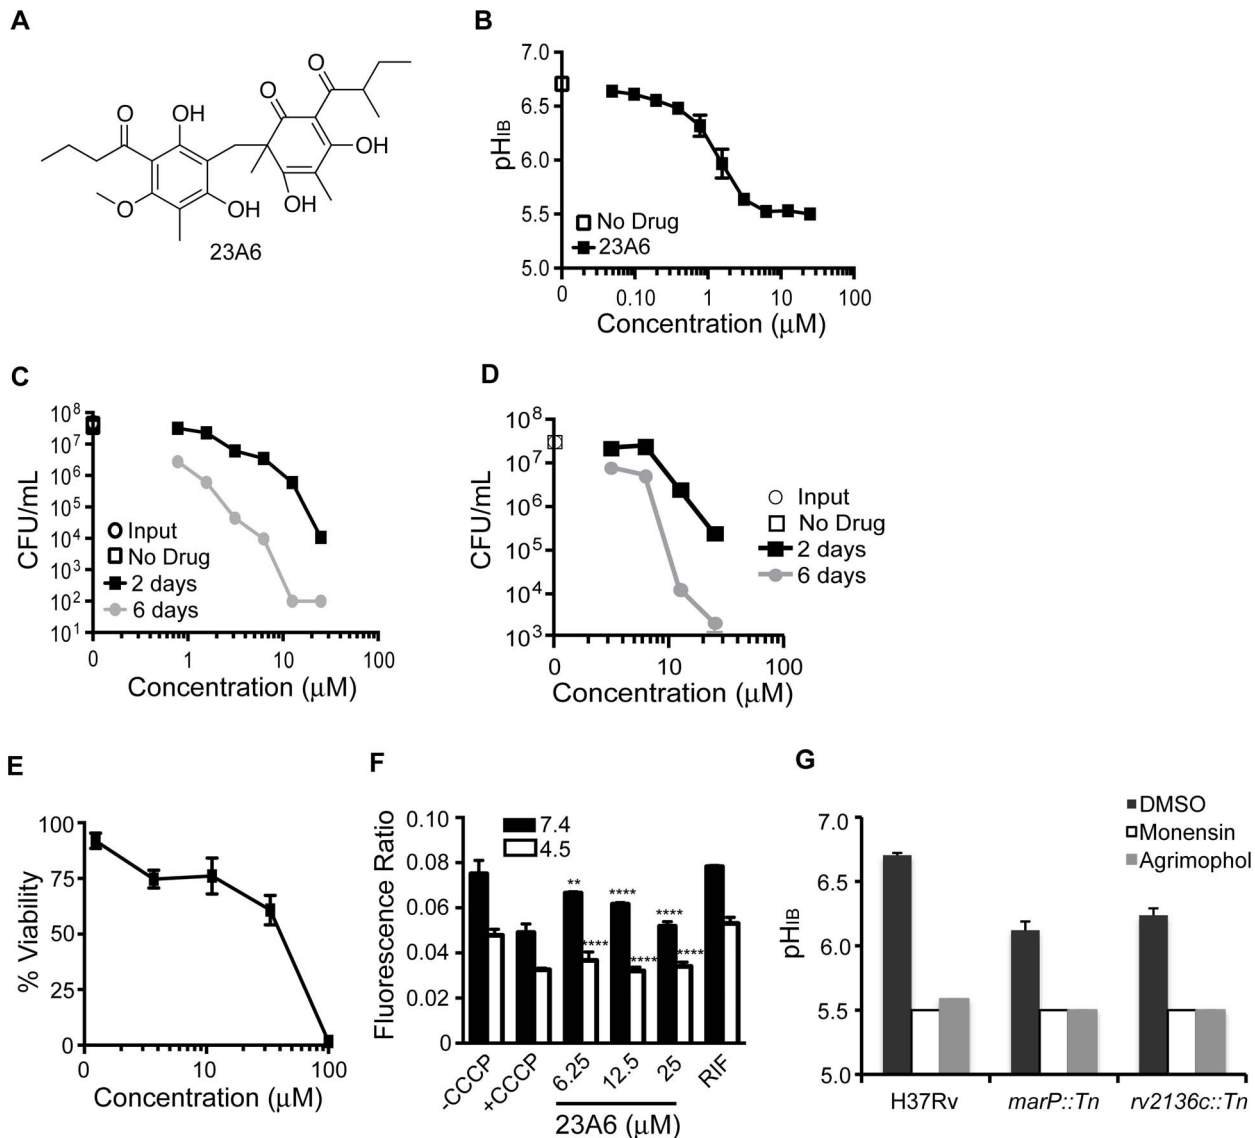 A
O
OH
O
O
OH
OH
OH
O
23A6
B
7.0
6.5
6.0
5.5
5.0
pHIB
No Drug
23A6
0 0.10 1 10 100
Concentration (μM)
C
10^8
10^7
10^6
10^5
10^4
10^3
10^2
10^1
CFU/mL
Input
No Drug
2 days
6 days
0 1 10 100
Concentration (μM)
D
10^8
10^7
10^6
10^5
10^4
10^3
CFU/mL
Input
No Drug
2 days
6 days
0 10 100
Concentration (μM)
E
100
75
50
25
0
% Viability
0 10 100
Concentration (μM)
F
0.10
0.08
0.06
0.04
0.02
0
Fluorescence Ratio
7.4
4.5
** **** ****
**** **** ****
-CCCP +CCCP 6.25 12.5 25 RIF
23A6 (μM)
G
DMSO
Monensin
Agrimophol
7.0
6.5
6.0
5.5
5.0
pHIB
H37Rv marP::Tn rv2136c::Tn